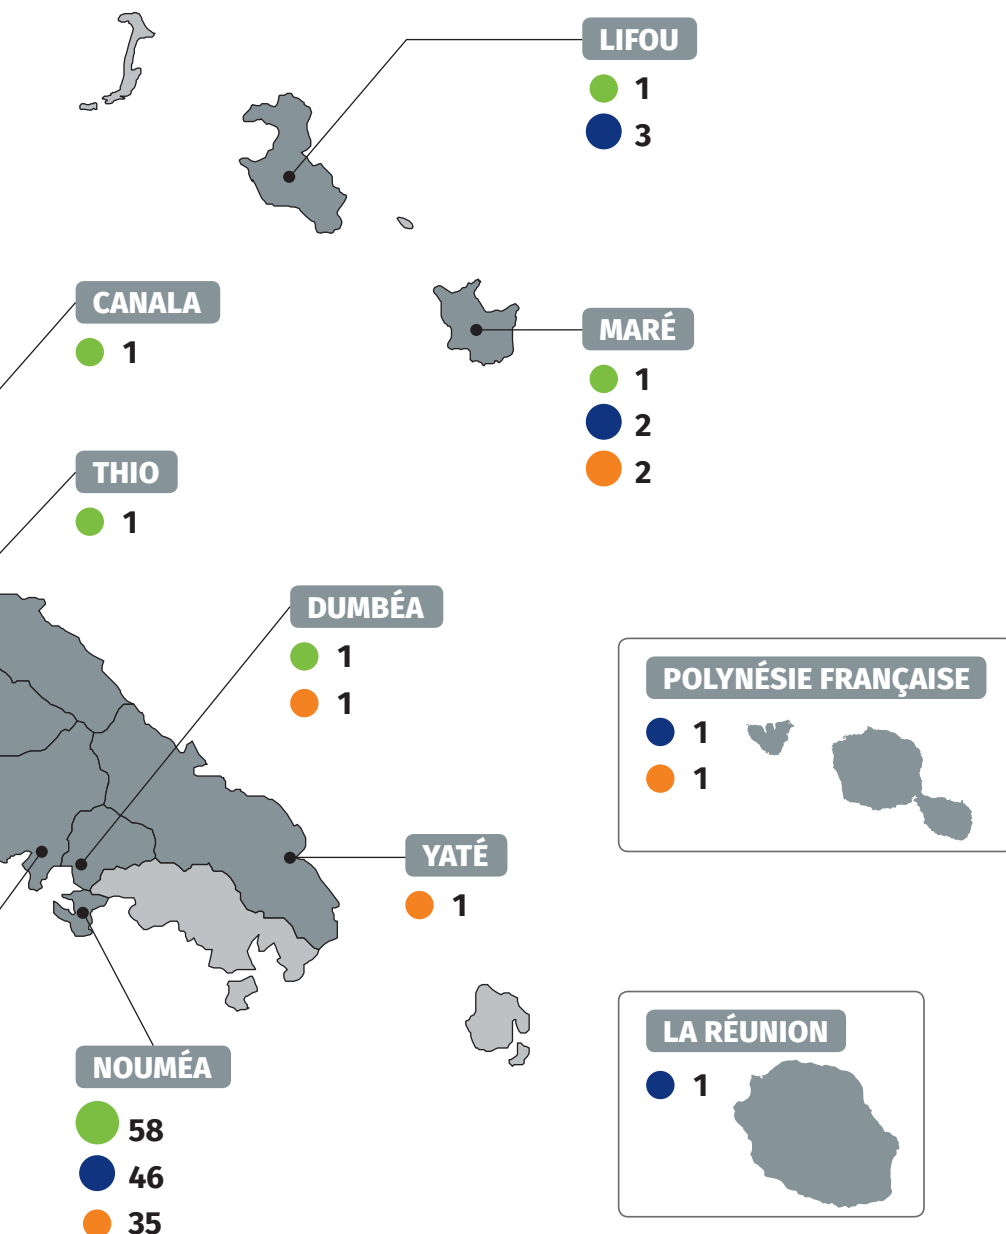 LIFOU
1
3
CANALA
1
MARÉ
1
2
2
THIO
1
DUMBÉA
1
1
POLYNÉSIE FRANÇAISE
1
1
YATÉ
1
LA RÉUNION
1
NOUMÉA
58
46
35